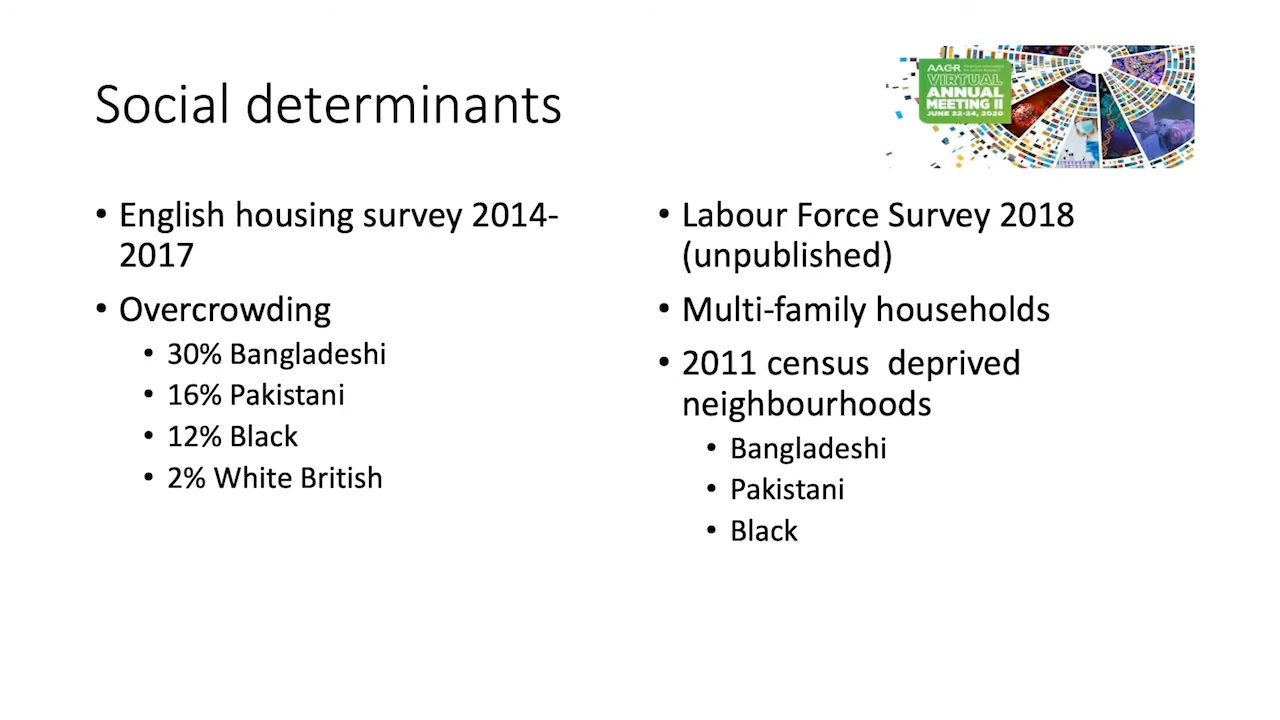 Social determinants
AACR
VIRTUAL
ANNUAL
MEETING II
JUNE 22-24, 2020
• English housing survey 2014-
2017
• Overcrowding
• 30% Bangladeshi
• 16% Pakistani
• 12% Black
• 2% White British
• Labour Force Survey 2018
(unpublished)
• Multi-family households
• 2011 census  deprived
neighbourhoods
• Bangladeshi
• Pakistani
• Black